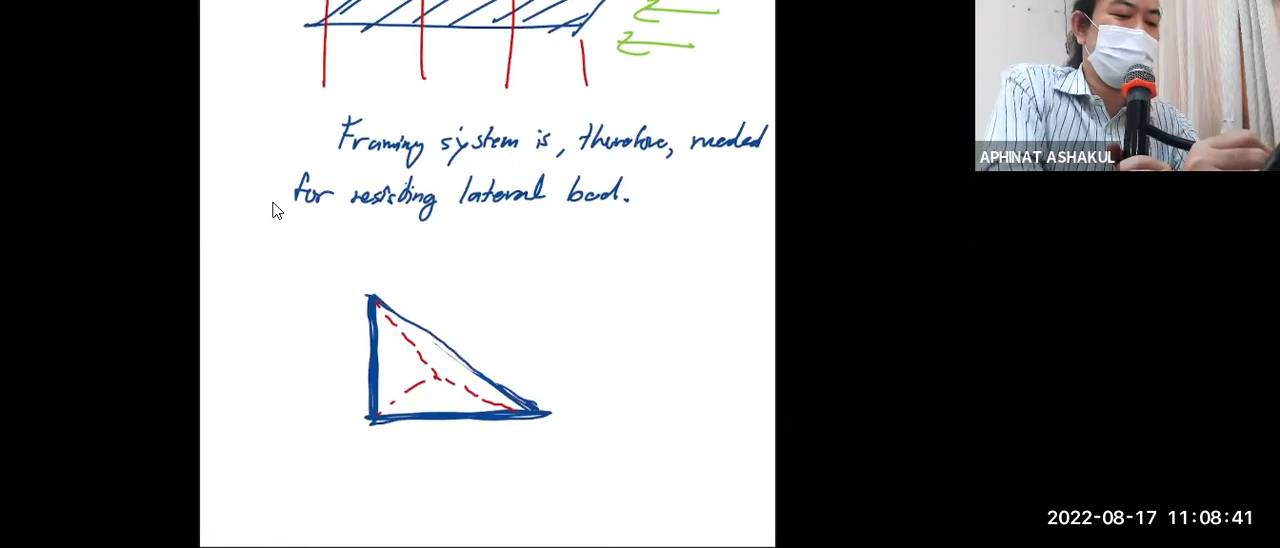 Framing system is, therefore, needed
for resisting lateral load.
APHINAT ASHAKUL
2022-08-17 11:08:41